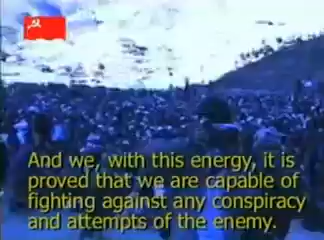 And we, with this energy, it is
proved that we are capable of
fighting against any conspiracy
and attempts of the enemy.